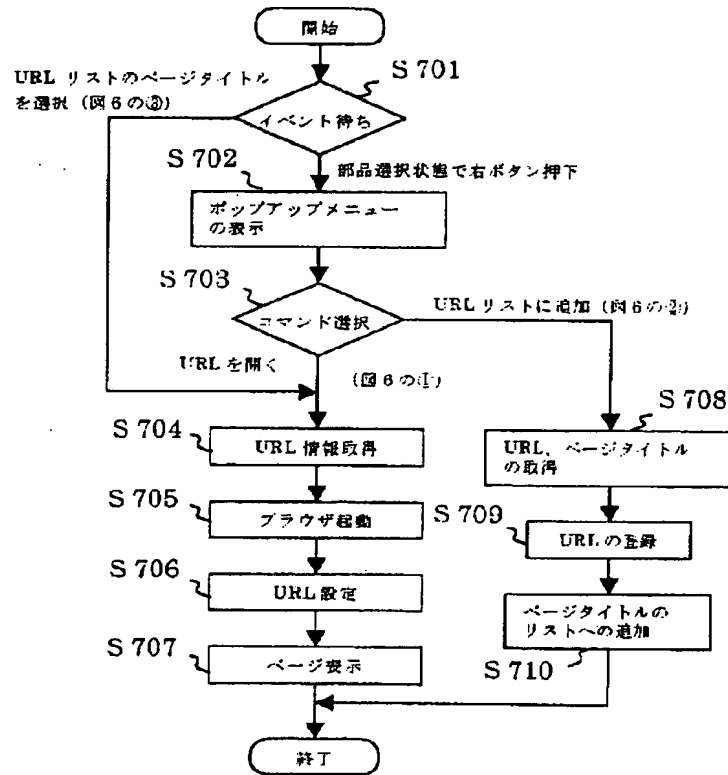 開始
URL リストのページタイトル
を選択 (図6の③)
S 701
イベント待ち
S 702
部品選択状態で右ボタン押下
ポップアップメニュー
の表示
S 703
コマンド選択
URL リストに追加 (図6の②)
URL を開く
(図6の①)
S 704
URL 情報取得
S 708
URL、ページタイトル
の取得
S 705
ブラウザ起動
S 709
URL の登録
S 706
URL 設定
ページタイトルの
リストへの追加
S 707
ページ表示
S 710
終了